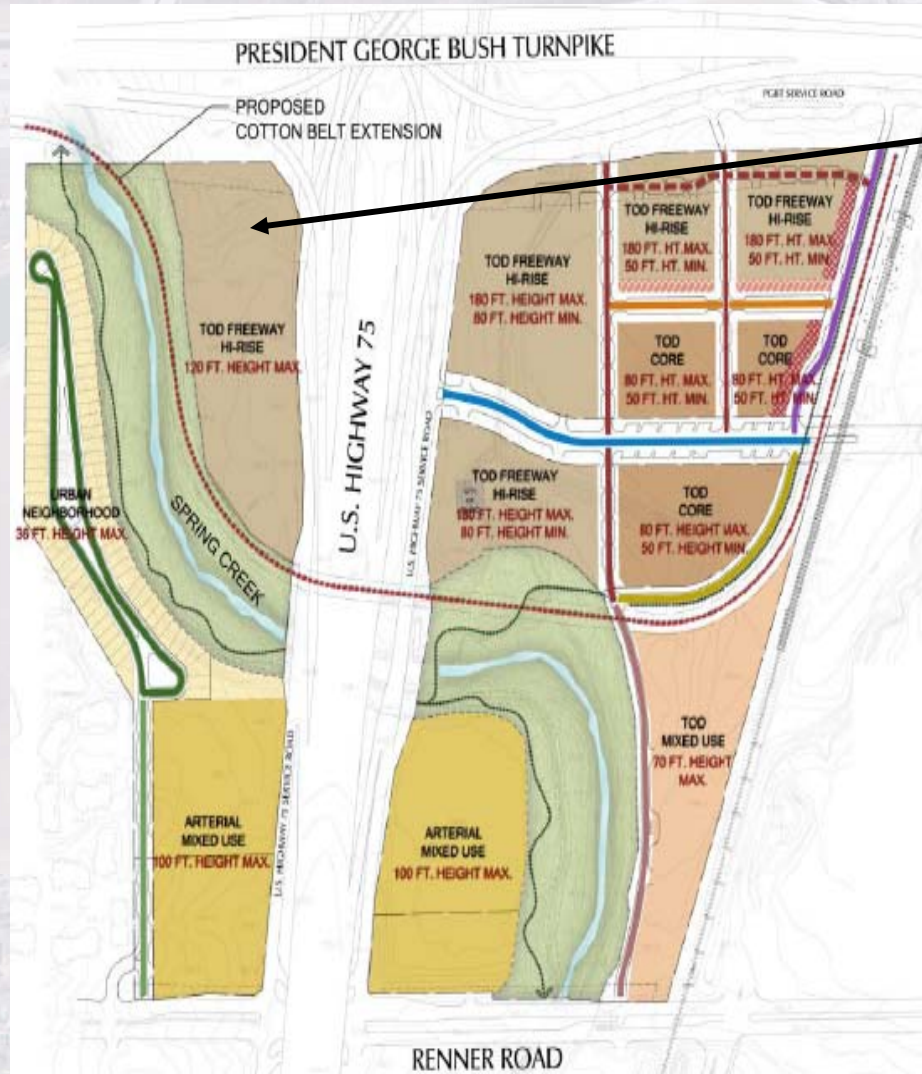 PRESIDENT GEORGE BUSH TURNPIKE
PGBT SERVICE ROAD
PROPOSED
COTTON BELT EXTENSION
TOD FREEWAY
HI-RISE
180 FT. HT. MAX.
50 FT. HT. MIN.
TOD FREEWAY
HI-RISE
180 FT. HT. MAX.
50 FT. HT. MIN.
TOD FREEWAY
HI-RISE
180 FT. HEIGHT MAX.
80 FT. HEIGHT MIN.
TOD FREEWAY
HI-RISE
120 FT. HEIGHT MAX.
TOD
CORE
80 FT. HT. MAX.
50 FT. HT. MIN.
TOD
CORE
80 FT. HT. MAX.
50 FT. HT. MIN.
U.S. HIGHWAY 75
U.S. HIGHWAY 75 SERVICE ROAD
TOD FREEWAY
HI-RISE
180 FT. HEIGHT MAX.
80 FT. HEIGHT MIN.
TOD
CORE
80 FT. HEIGHT MAX.
50 FT. HEIGHT MIN.
URBAN
NEIGHBORHOOD
36 FT. HEIGHT MAX.
SPRING CREEK
TOD
MIXED USE
70 FT. HEIGHT
MAX.
U.S. HIGHWAY 75 SERVICE ROAD
ARTERIAL
MIXED USE
100 FT. HEIGHT MAX.
ARTERIAL
MIXED USE
100 FT. HEIGHT MAX.
RENNER ROAD